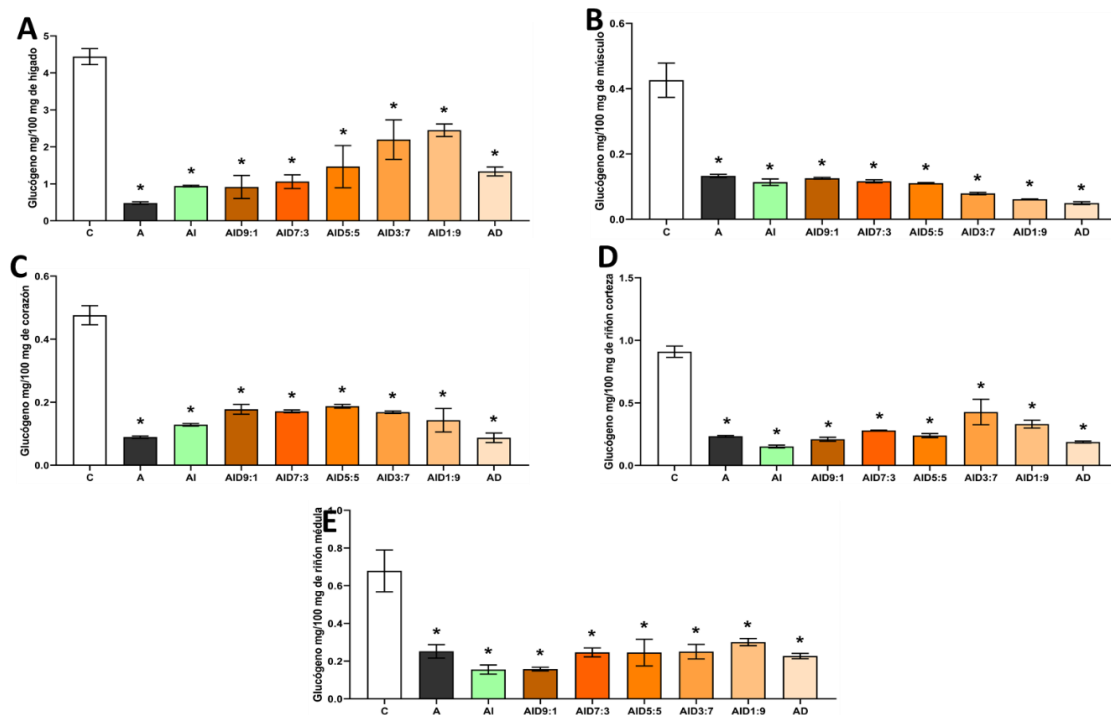 A
Glucógeno mg/100 mg de hígado
5
4
3
2
1
0
* * * * * * * *
C A AI AID9:1 AID7:3 AID5:5 AID3:7 AID1:9 AD
B
Glucógeno mg/100 mg de músculo
0.6
0.4
0.2
0.0
* * * * * * * *
C A AI AID9:1 AID7:3 AID5:5 AID3:7 AID1:9 AD
C
Glucógeno mg/100 mg de corazón
0.6
0.4
0.2
0.0
* * * * * * * *
C A AI AID9:1 AID7:3 AID5:5 AID3:7 AID1:9 AD
D
Glucógeno mg/100 mg de riñón corteza
1.5
1.0
0.5
0.0
* * * * * * * *
C A AI AID9:1 AID7:3 AID5:5 AID3:7 AID1:9 AD
E
Glucógeno mg/100 mg de riñón médula
1.0
0.8
0.6
0.4
0.2
0.0
* * * * * * * *
C A AI AID9:1 AID7:3 AID5:5 AID3:7 AID1:9 AD